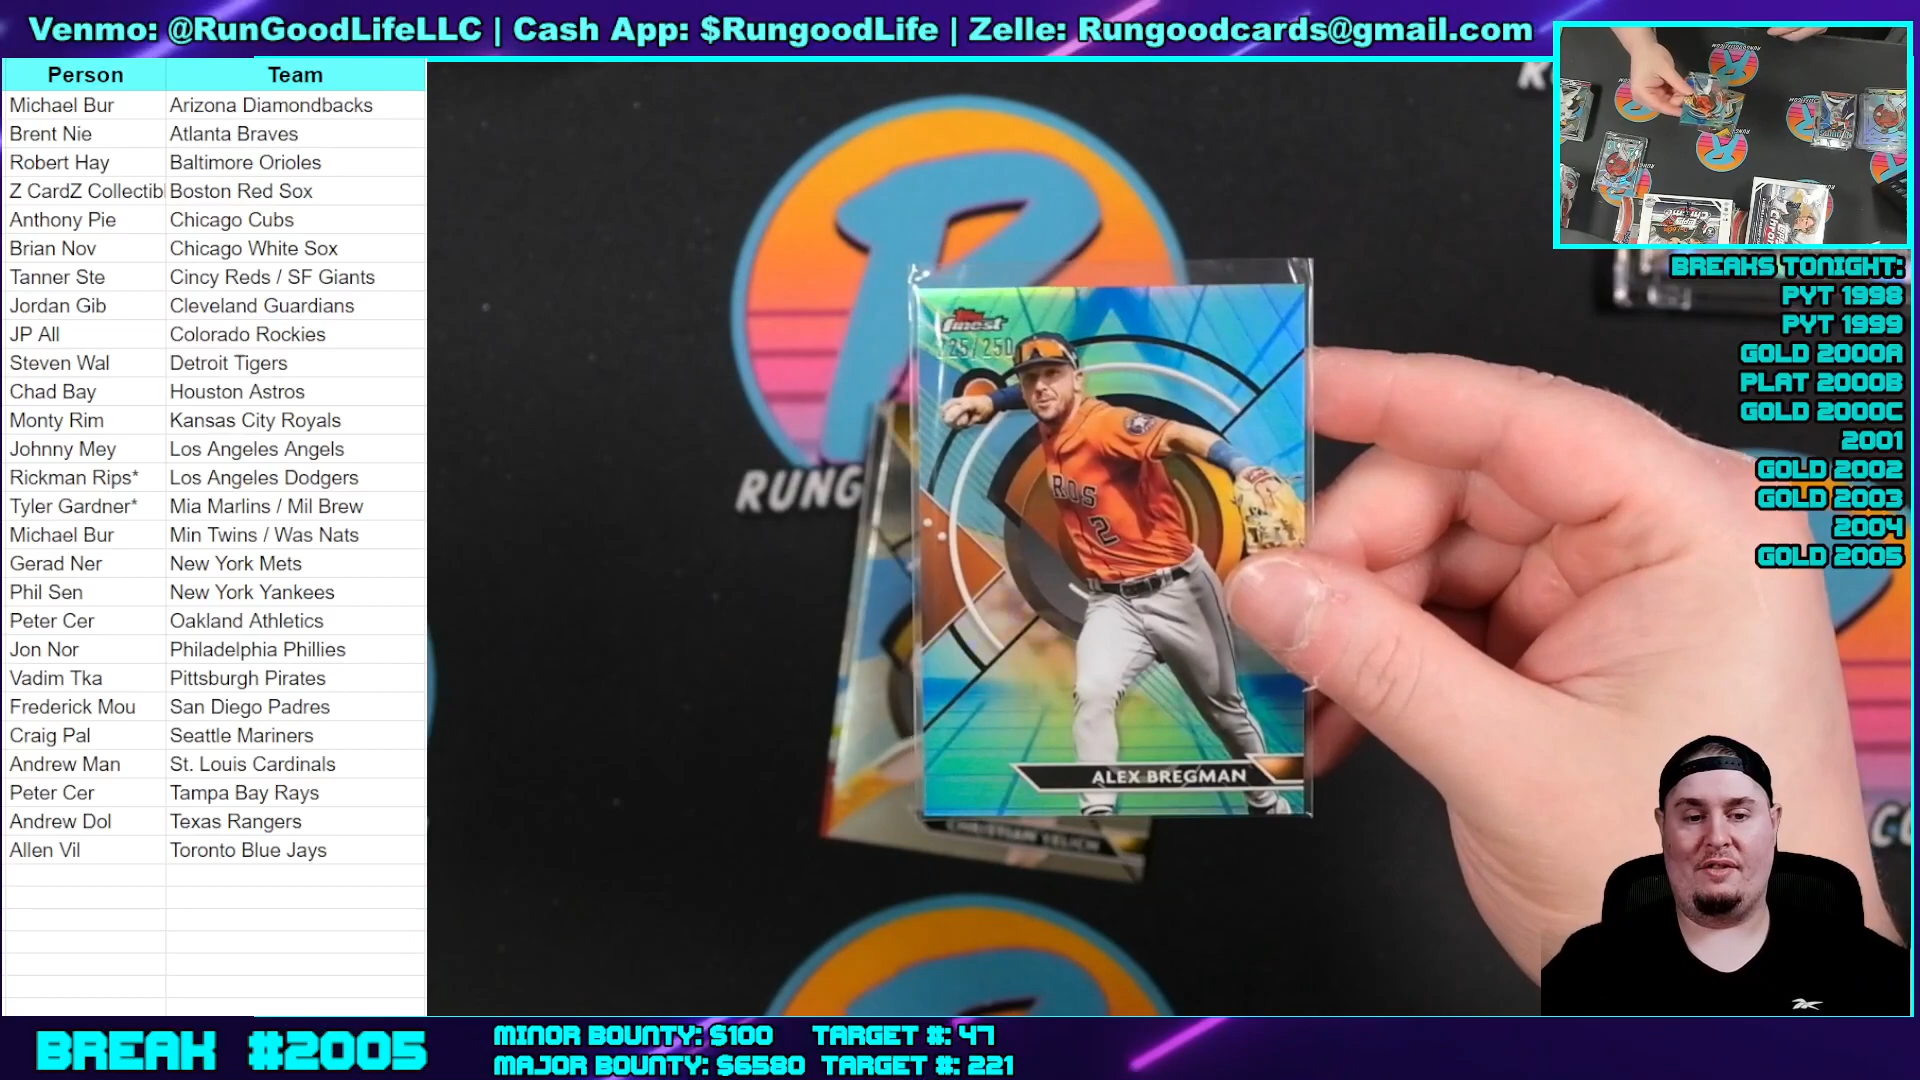 Venmo: @RunGoodLifeLLC | Cash App: $RungoodLife | Zelle: Rungoodcards@gmail.com
Person Team
Michael Bur Arizona Diamondbacks
Brent Nie Atlanta Braves
Robert Hay Baltimore Orioles
Z CardZ Collectibl Boston Red Sox
Anthony Pie Chicago Cubs
Brian Nov Chicago White Sox
Tanner Ste Cincy Reds / SF Giants
Jordan Gib Cleveland Guardians
JP All Colorado Rockies
Steven Wal Detroit Tigers
Chad Bay Houston Astros
Monty Rim Kansas City Royals
Johnny Mey Los Angeles Angels
Rickman Rips* Los Angeles Dodgers
Tyler Gardner* Mia Marlins / Mil Brew
Michael Bur Min Twins / Was Nats
Gerad Ner New York Mets
Phil Sen New York Yankees
Peter Cer Oakland Athletics
Jon Nor Philadelphia Phillies
Vadim Tka Pittsburgh Pirates
Frederick Mou San Diego Padres
Craig Pal Seattle Mariners
Andrew Man St. Louis Cardinals
Peter Cer Tampa Bay Rays
Andrew Dol Texas Rangers
Allen Vil Toronto Blue Jays
RUNG
Topps
Finest
ROS
2
ALEX BREGMAN
CHRISTIAN YELICH
BREAKS TONIGHT:
PYT 1998
PYT 1999
GOLD 2000A
PLAT 2000B
GOLD 2000C
2001
GOLD 2002
GOLD 2003
2004
GOLD 2005
BREAK #2005
MINOR BOUNTY: $100 TARGET #: 47
MAJOR BOUNTY: $6580 TARGET #: 221